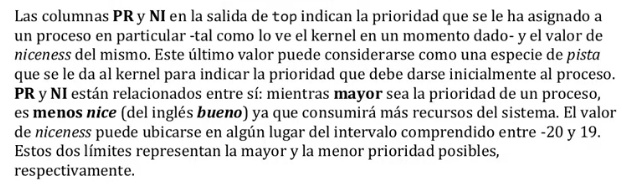 Las columnas PR y NI en la salida de top indican la prioridad que se le ha asignado a
un proceso en particular -tal como lo ve el kernel en un momento dado- y el valor de
niceness del mismo. Este último valor puede considerarse como una especie de pista
que se le da al kernel para indicar la prioridad que debe darse inicialmente al proceso.
PR y NI están relacionados entre sí: mientras mayor sea la prioridad de un proceso,
es menos nice (del inglés bueno) ya que consumirá más recursos del sistema. El valor
de niceness puede ubicarse en algún lugar del intervalo comprendido entre -20 y 19.
Estos dos límites representan la mayor y la menor prioridad posibles,
respectivamente.